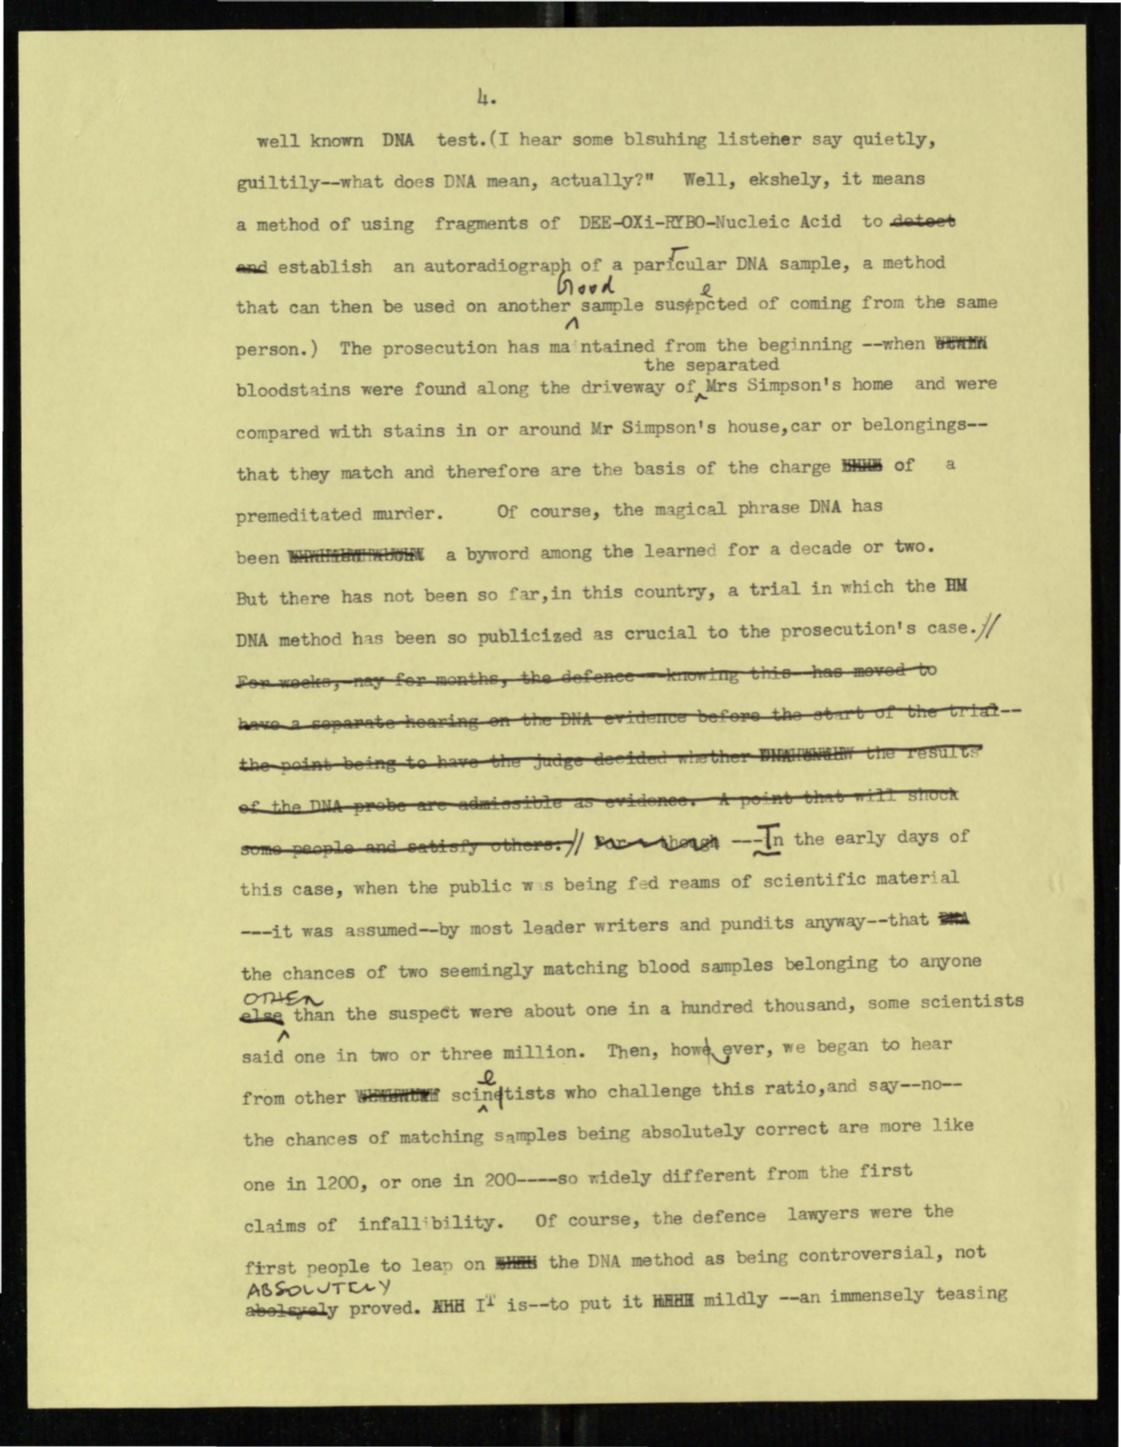 4.
well known DNA test.(I hear some blsuhing listener say quietly,
guiltily--what does DNA mean, actually?" Well, ekshely, it means
a method of using fragments of DEE-OXi-RYBO-Nucleic Acid to detect
and establish an autoradiograph of a particular DNA sample, a method
blood e
that can then be used on another sample suspcted of coming from the same
person.) The prosecution has ma ntained from the beginning --when
the separated
bloodstains were found along the driveway of Mrs Simpson's home and were
compared with stains in or around Mr Simpson's house,car or belongings--
that they match and therefore are the basis of the charge of a
premeditated murder. Of course, the magical phrase DNA has
been a byword among the learned for a decade or two.
But there has not been so far,in this country, a trial in which the
DNA method has been so publicized as crucial to the prosecution's case.//
For weeks,-nay for months, the defence--knowing this--has moved to
have a separate hearing on the DNA evidence before the start of the trial--
the point being to have the judge decided whether the results
of the DNA probe are admissible as evidence. A point that will shock
some people and satisfy others.// For though ---In the early days of
this case, when the public w s being fed reams of scientific material
---it was assumed--by most leader writers and pundits anyway--that DNA
the chances of two seemingly matching blood samples belonging to anyone
OTHER
else than the suspect were about one in a hundred thousand, some scientists
said one in two or three million. Then, however, we began to hear
e
from other scintists who challenge this ratio,and say--no--
the chances of matching samples being absolutely correct are more like
one in 1200, or one in 200----so widely different from the first
claims of infallibility. Of course, the defence lawyers were the
first people to leap on the DNA method as being controversial, not
ABSOLUTELY
abolsyely proved. IT is--to put it mildly --an immensely teasing